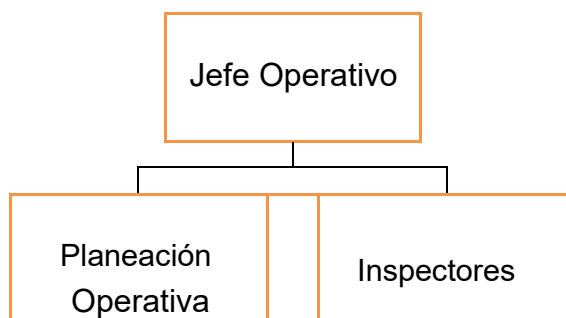 Jefe Operativo
Planeación
Operativa
Inspectores